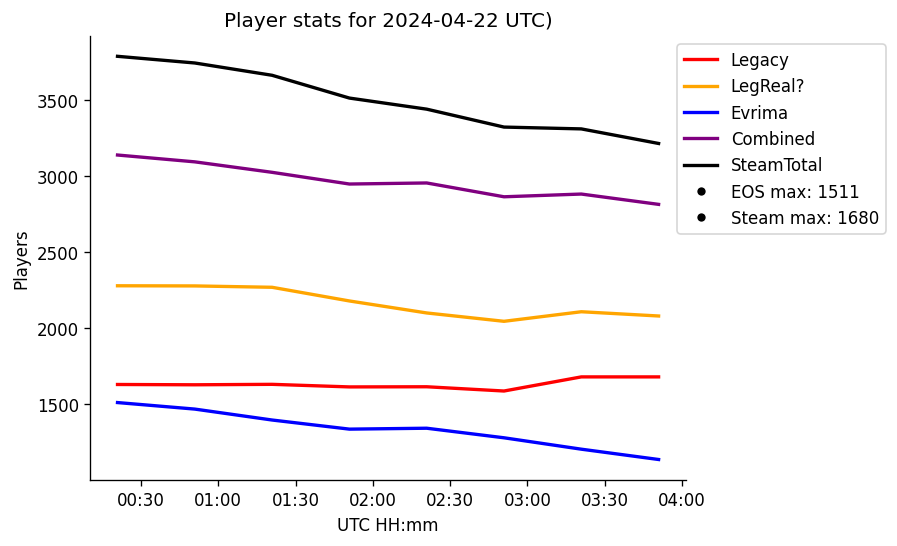 Player stats for 2024-04-22 UTC)
Legacy
LegReal?
Evrima
Combined
SteamTotal
EOS max: 1511
Steam max: 1680
3500
3000
2500
2000
1500
Players
00:30 01:00 01:30 02:00 02:30 03:00 03:30 04:00
UTC HH:mm